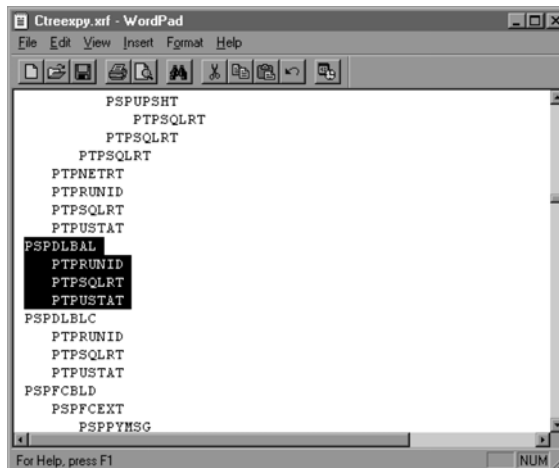 Ctreexpy.xrf - WordPad
File Edit View Insert Format Help
PSPUPSHT
PTPSQLRT
PTPSQLRT
PTPSQLRT
PTPNETRT
PTPRUNID
PTPSQLRT
PTPUSTAT
PSPDLBAL
PTPRUNID
PTPSQLRT
PTPUSTAT
PSPDLBLC
PTPRUNID
PTPSQLRT
PTPUSTAT
PSPFCBLD
PSPFCEXT
PSPPYMSG
For Help, press F1
NUM